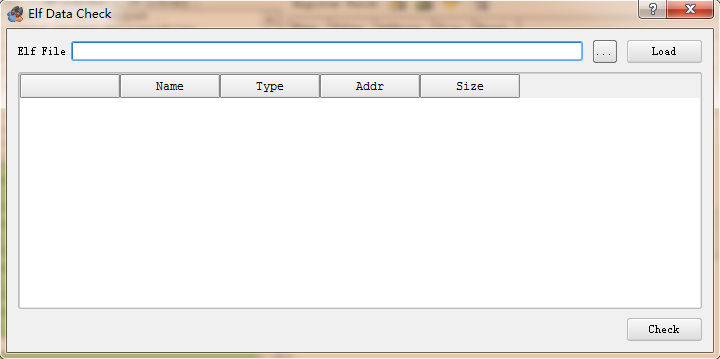 Elf Data Check
?
Elf File ... Load
Name Type Addr Size
Check